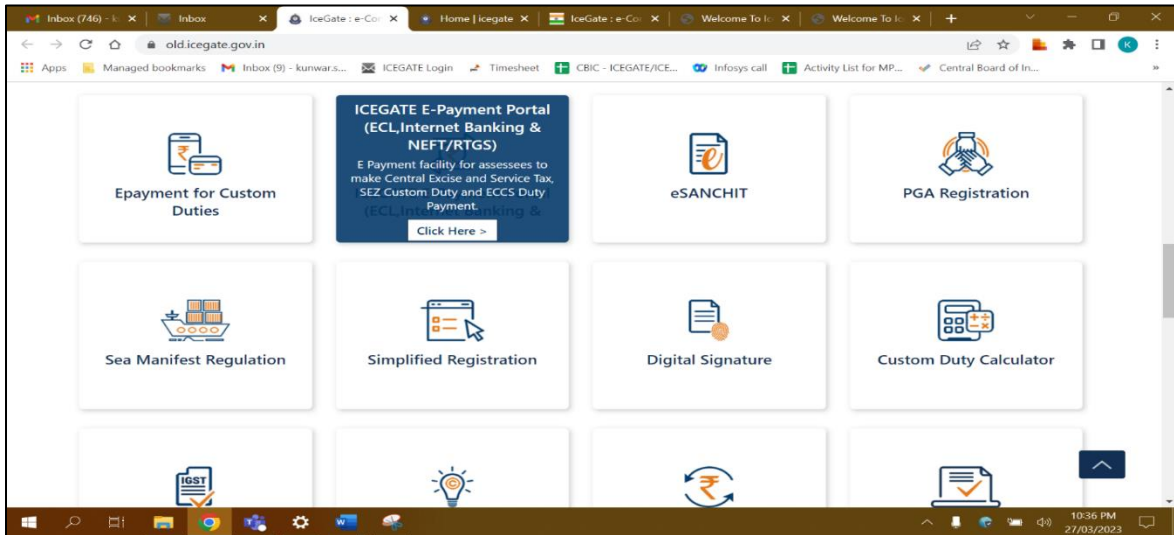 Inbox (746) - k
Inbox
IceGate : e-Co
Home | icegate
IceGate : e-Co
Welcome To Ic
Welcome To Ic
old.icegate.gov.in
K
Apps
Managed bookmarks
Inbox (9) - kunwar.s...
ICEGATE Login
Timesheet
CBIC - ICEGATE/ICE...
Infosys call
Activity List for MP...
Central Board of In...
Epayment for Custom
Duties
ICEGATE E-Payment Portal
(ECL,Internet Banking &
NEFT/RTGS)
E Payment facility for assessees to
make Central Excise and Service Tax,
SEZ Custom Duty and ECCS Duty
Payment.
Click Here >
eSANCHIT
PGA Registration
Sea Manifest Regulation
Simplified Registration
Digital Signature
Custom Duty Calculator
IGST
10:36 PM
27/03/2023